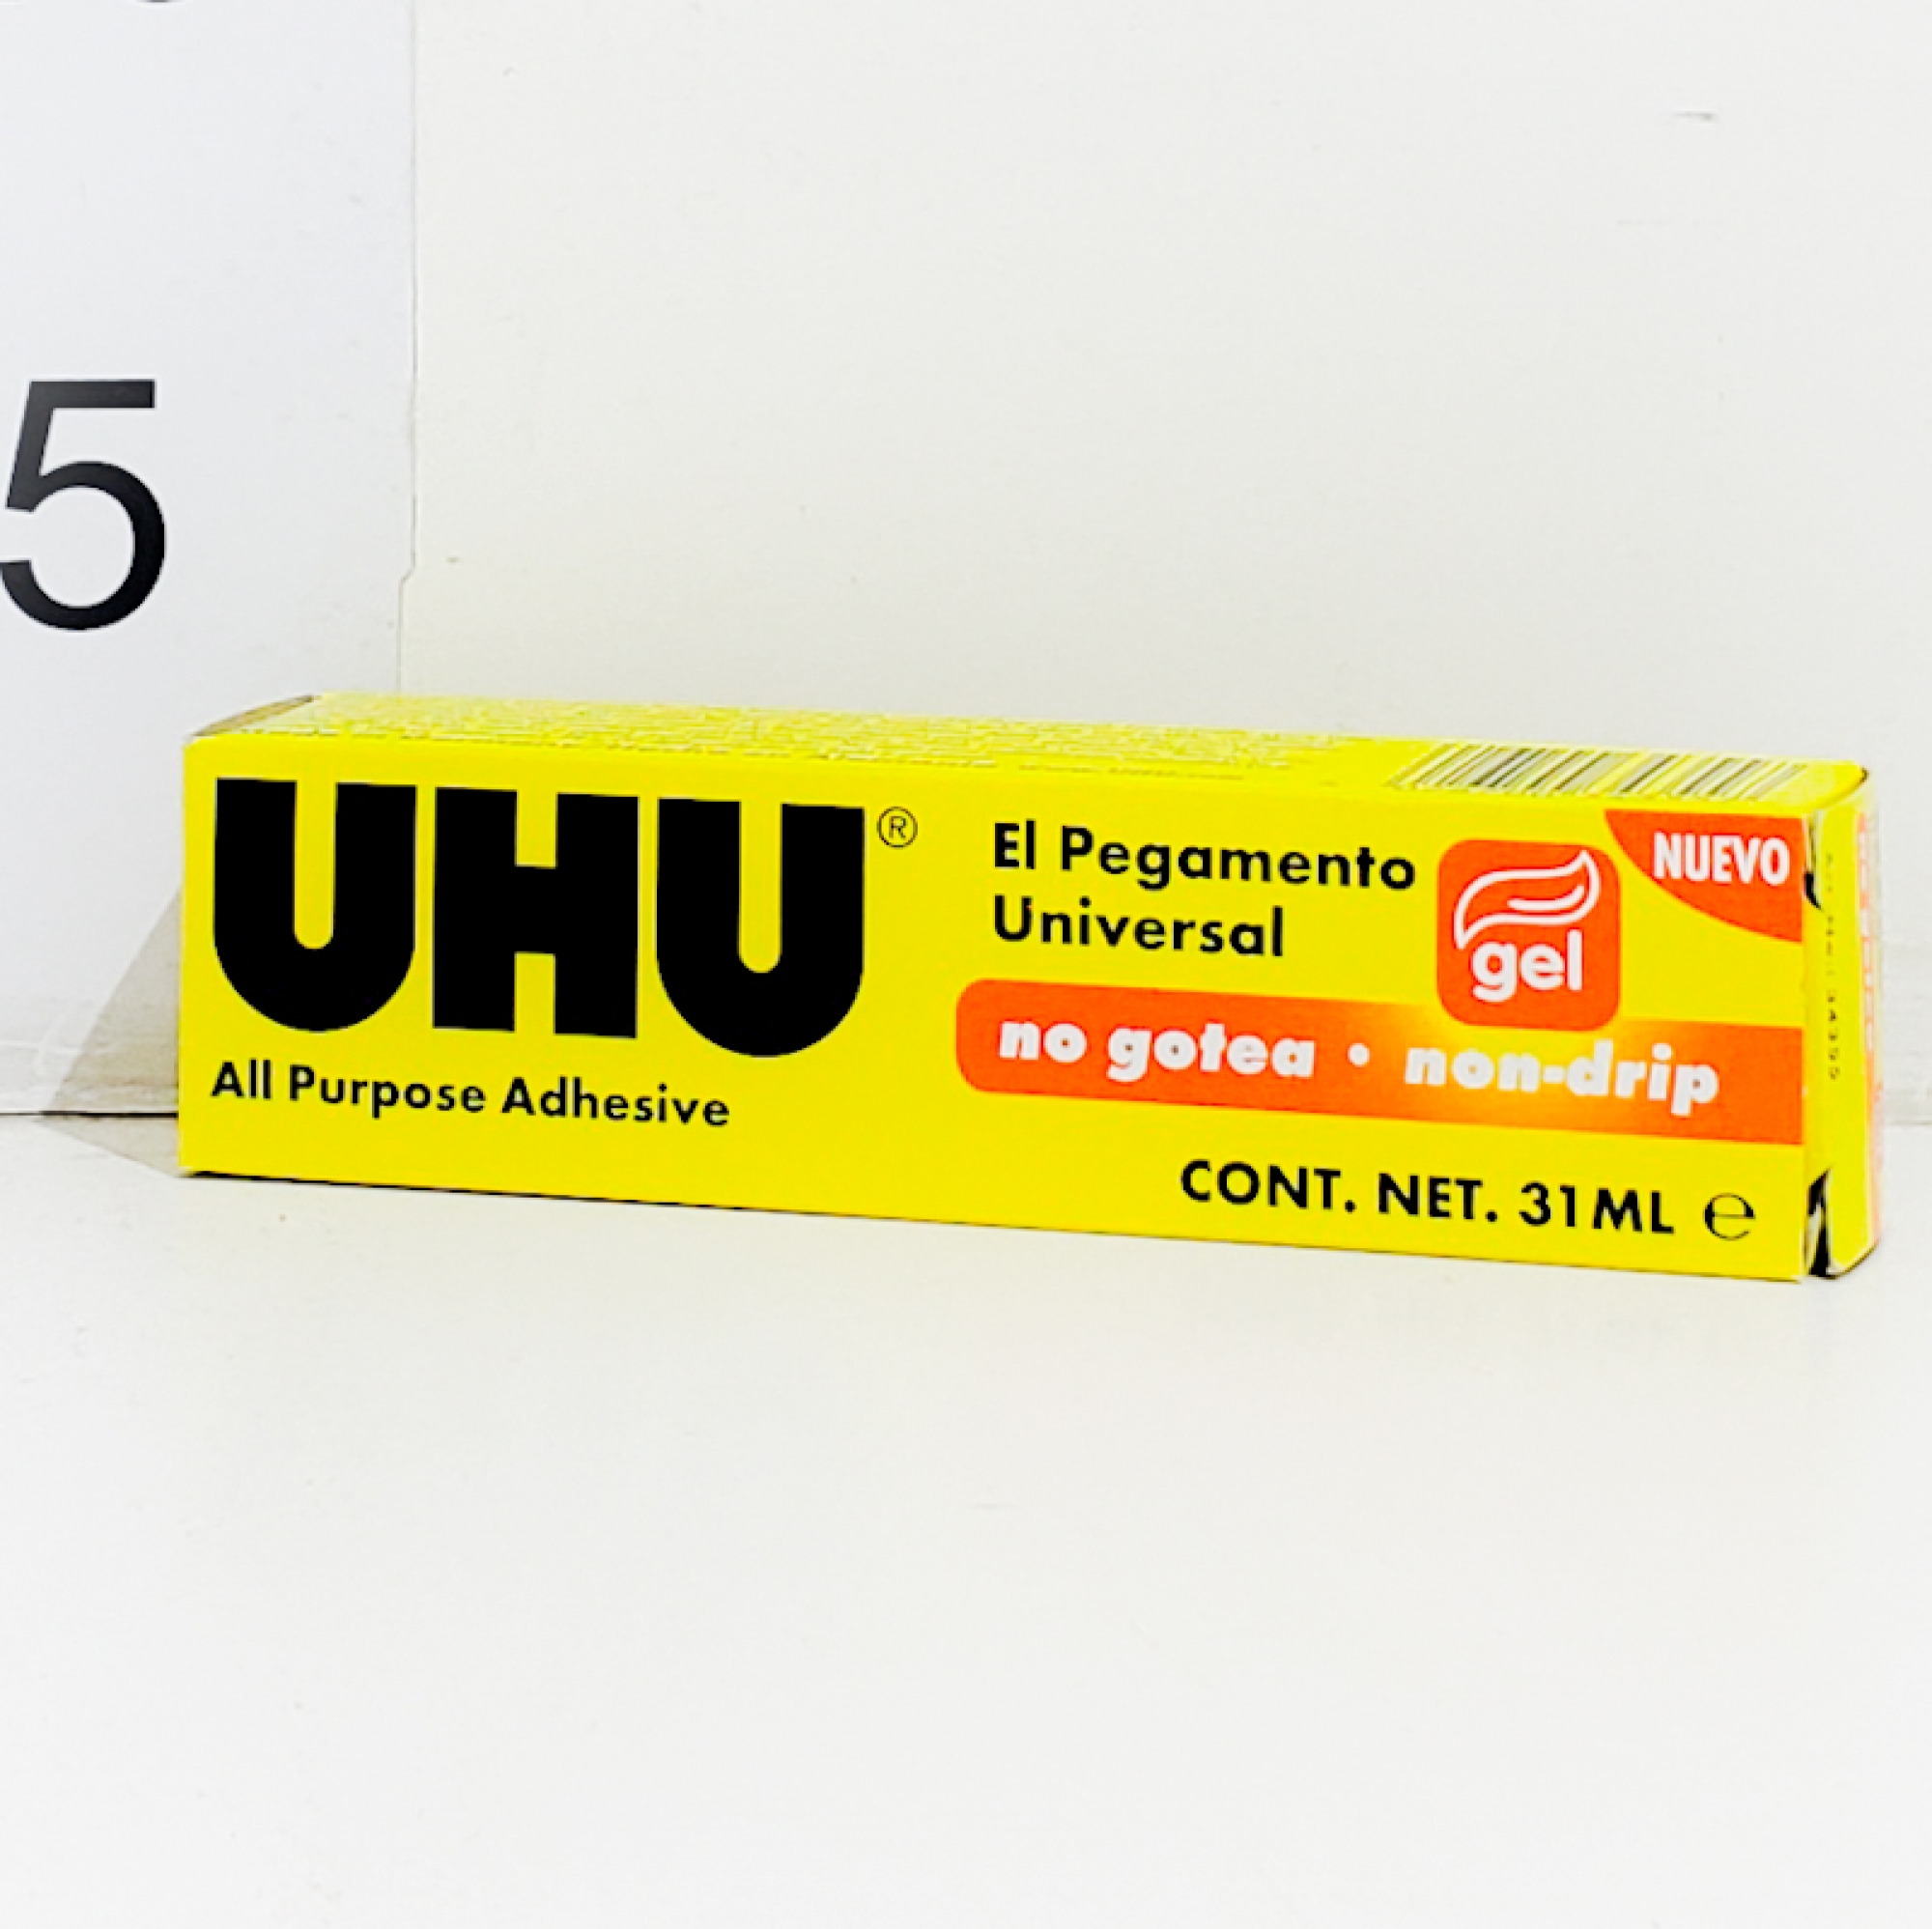 5
UHU®
All Purpose Adhesive
El Pegamento
Universal
gel
NUEVO
no gotea • non-drip
CONT. NET. 31ML ℮